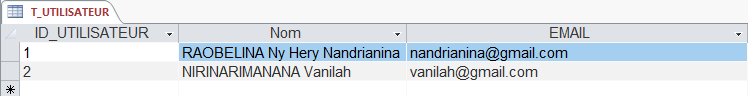 T_UTILISATEUR
ID_UTILISATEUR Nom EMAIL
1 RAOBELINA Ny Hery Nandrianina nandrianina@gmail.com
2 NIRINARIMANANA Vanilah vanilah@gmail.com